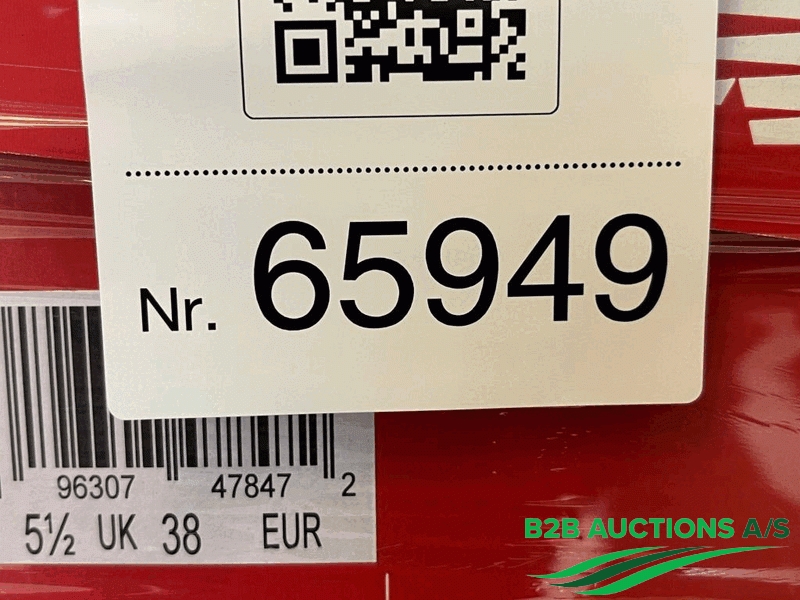 Nr. 65949
96307 47847 2
5½ UK 38 EUR
B2B AUCTIONS A/S